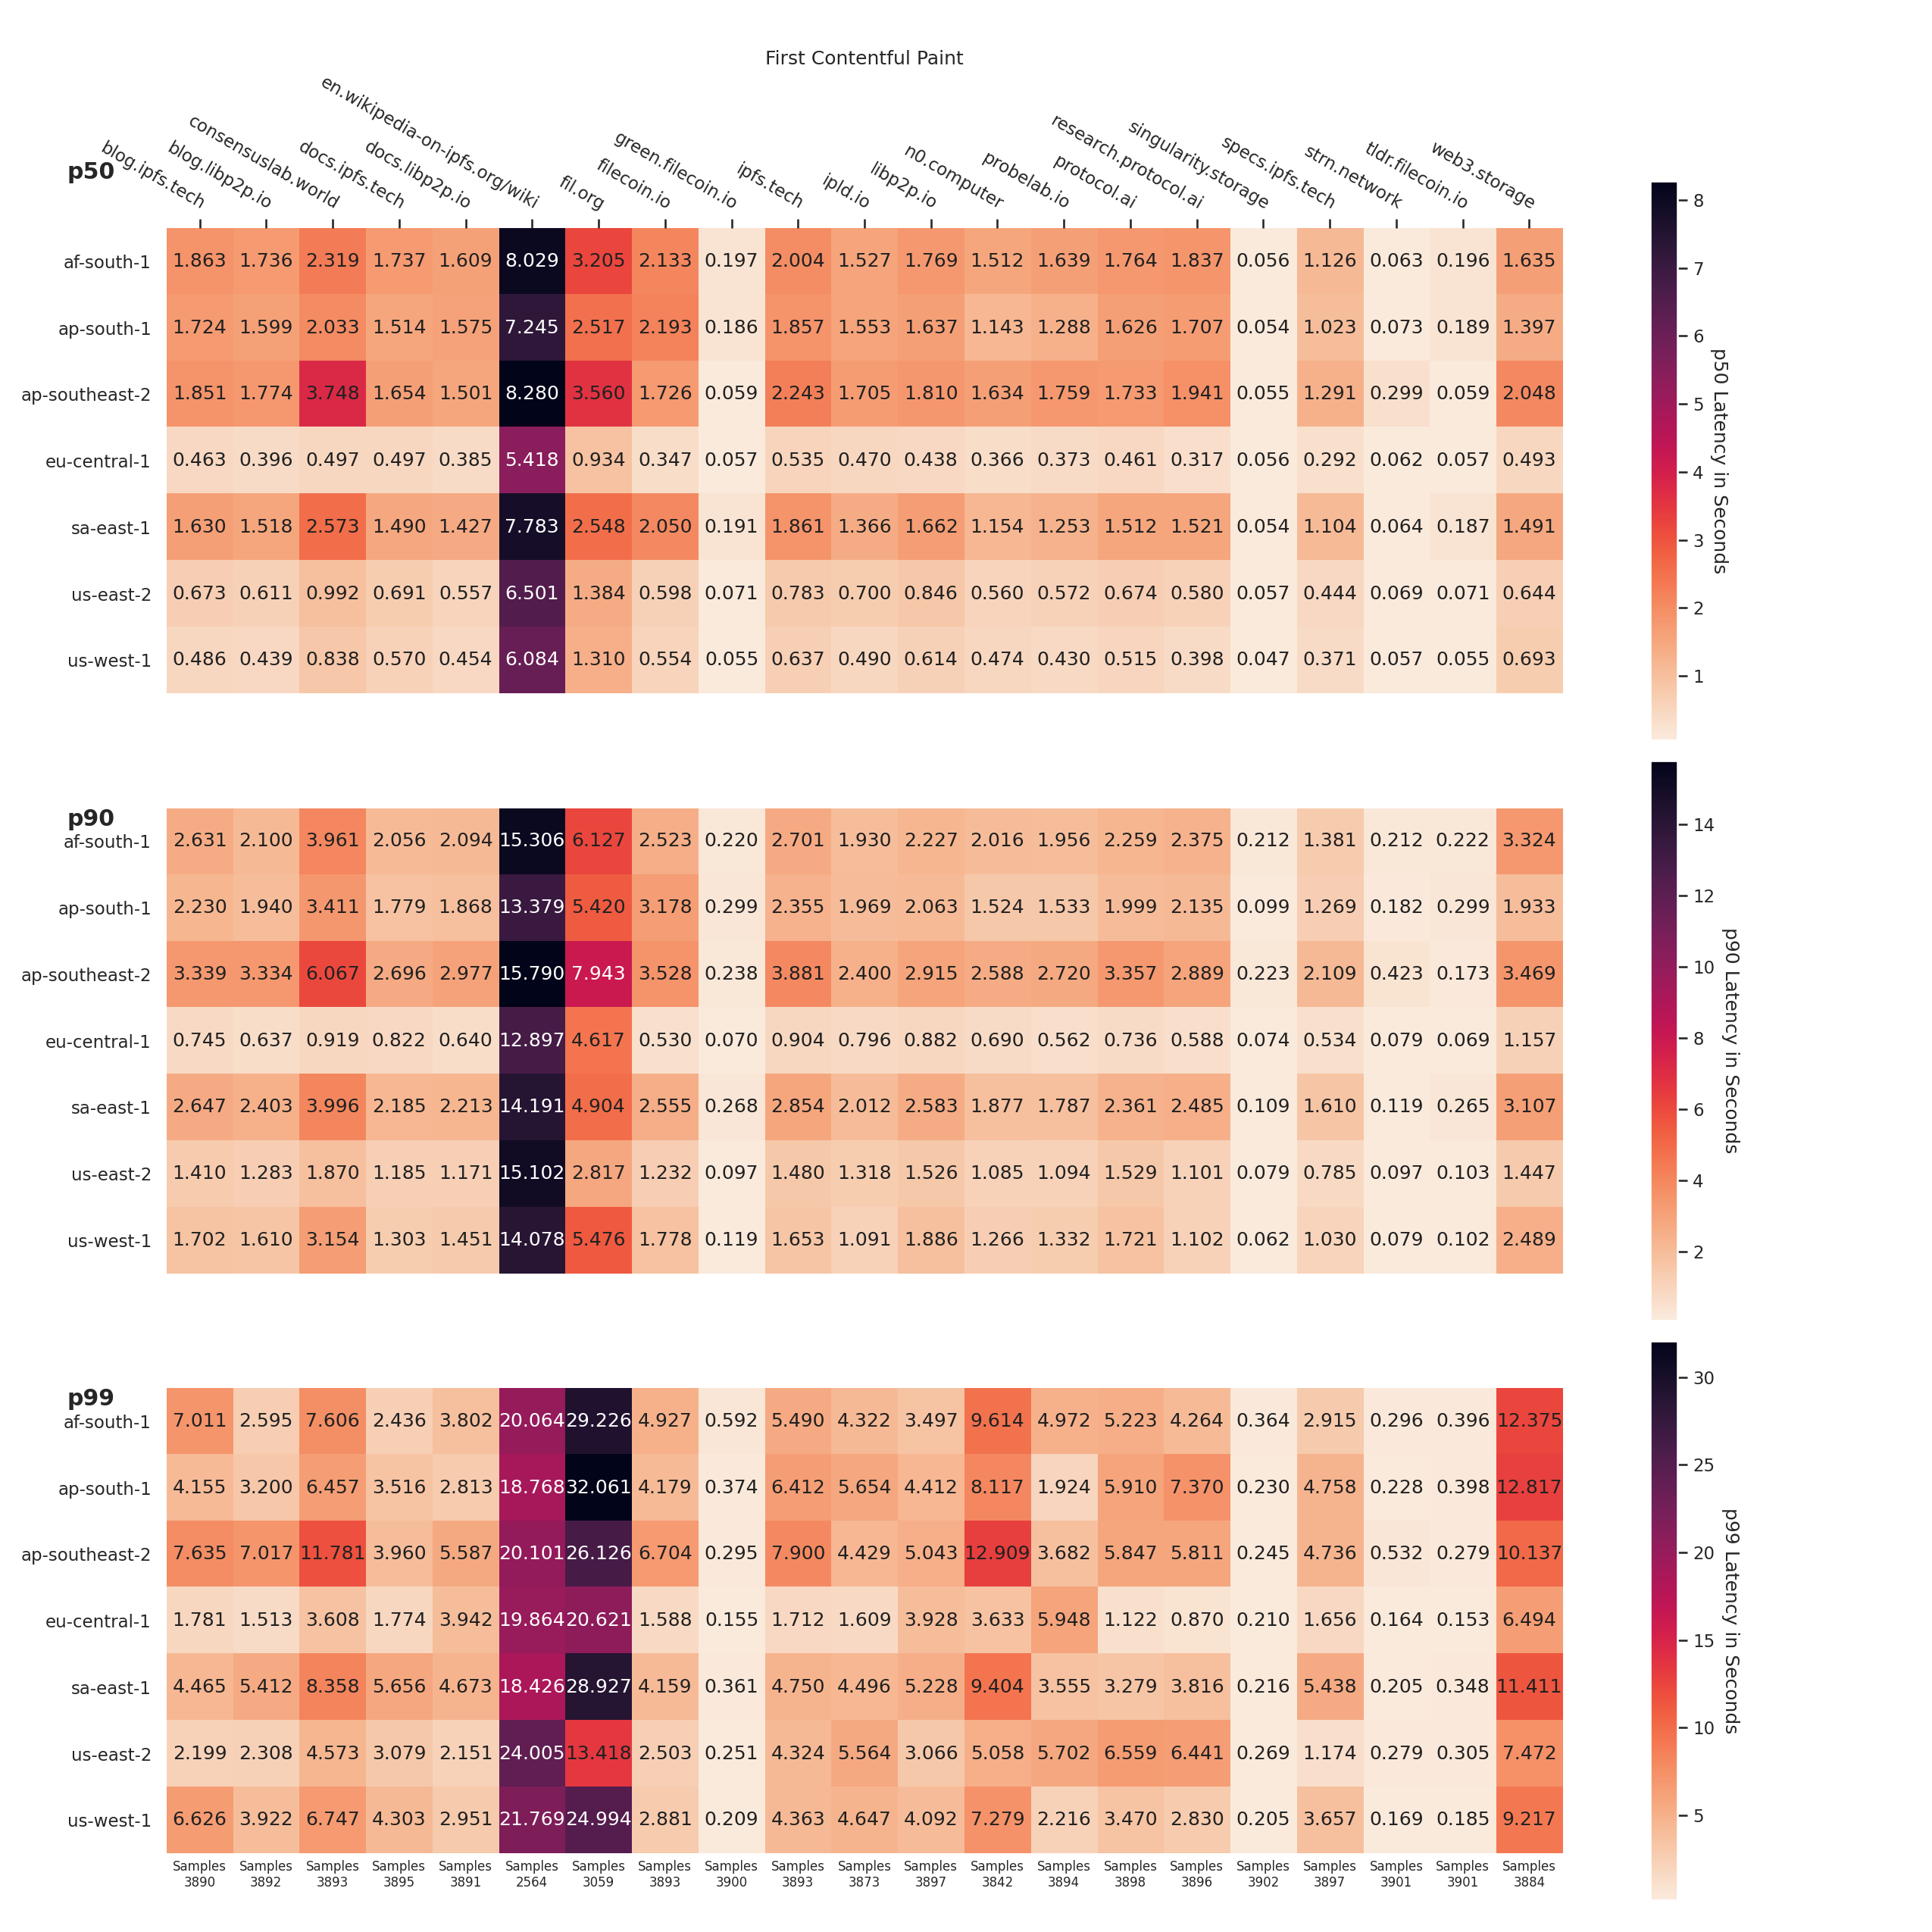 First Contentful Paint
p50
blog.ipfs.tech
blog.libp2p.io
consensuslab.world
docs.ipfs.tech
docs.libp2p.io
en.wikipedia-on-ipfs.org/wiki
fil.org
filecoin.io
green.filecoin.io
ipfs.tech
ipld.io
libp2p.io
n0.computer
probelab.io
protocol.ai
research.protocol.ai
singularity.storage
specs.ipfs.tech
strn.network
tldr.filecoin.io
web3.storage
af-south-1 1.863 1.736 2.319 1.737 1.609 8.029 3.205 2.133 0.197 2.004 1.527 1.769 1.512 1.639 1.764 1.837 0.056 1.126 0.063 0.196 1.635
ap-south-1 1.724 1.599 2.033 1.514 1.575 7.245 2.517 2.193 0.186 1.857 1.553 1.637 1.143 1.288 1.626 1.707 0.054 1.023 0.073 0.189 1.397
ap-southeast-2 1.851 1.774 3.748 1.654 1.501 8.280 3.560 1.726 0.059 2.243 1.705 1.810 1.634 1.759 1.733 1.941 0.055 1.291 0.299 0.059 2.048
eu-central-1 0.463 0.396 0.497 0.497 0.385 5.418 0.934 0.347 0.057 0.535 0.470 0.438 0.366 0.373 0.461 0.317 0.056 0.292 0.062 0.057 0.493
sa-east-1 1.630 1.518 2.573 1.490 1.427 7.783 2.548 2.050 0.191 1.861 1.366 1.662 1.154 1.253 1.512 1.521 0.054 1.104 0.064 0.187 1.491
us-east-2 0.673 0.611 0.992 0.691 0.557 6.501 1.384 0.598 0.071 0.783 0.700 0.846 0.560 0.572 0.674 0.580 0.057 0.444 0.069 0.071 0.644
us-west-1 0.486 0.439 0.838 0.570 0.454 6.084 1.310 0.554 0.055 0.637 0.490 0.614 0.474 0.430 0.515 0.398 0.047 0.371 0.057 0.055 0.693
8
7
6
5
4
3
2
1
p50 Latency in Seconds
p90
af-south-1 2.631 2.100 3.961 2.056 2.094 15.306 6.127 2.523 0.220 2.701 1.930 2.227 2.016 1.956 2.259 2.375 0.212 1.381 0.212 0.222 3.324
ap-south-1 2.230 1.940 3.411 1.779 1.868 13.379 5.420 3.178 0.299 2.355 1.969 2.063 1.524 1.533 1.999 2.135 0.099 1.269 0.182 0.299 1.933
ap-southeast-2 3.339 3.334 6.067 2.696 2.977 15.790 7.943 3.528 0.238 3.881 2.400 2.915 2.588 2.720 3.357 2.889 0.223 2.109 0.423 0.173 3.469
eu-central-1 0.745 0.637 0.919 0.822 0.640 12.897 4.617 0.530 0.070 0.904 0.796 0.882 0.690 0.562 0.736 0.588 0.074 0.534 0.079 0.069 1.157
sa-east-1 2.647 2.403 3.996 2.185 2.213 14.191 4.904 2.555 0.268 2.854 2.012 2.583 1.877 1.787 2.361 2.485 0.109 1.610 0.119 0.265 3.107
us-east-2 1.410 1.283 1.870 1.185 1.171 15.102 2.817 1.232 0.097 1.480 1.318 1.526 1.085 1.094 1.529 1.101 0.079 0.785 0.097 0.103 1.447
us-west-1 1.702 1.610 3.154 1.303 1.451 14.078 5.476 1.778 0.119 1.653 1.091 1.886 1.266 1.332 1.721 1.102 0.062 1.030 0.079 0.102 2.489
14
12
10
8
6
4
2
p90 Latency in Seconds
p99
af-south-1 7.011 2.595 7.606 2.436 3.802 20.064 29.226 4.927 0.592 5.490 4.322 3.497 9.614 4.972 5.223 4.264 0.364 2.915 0.296 0.396 12.375
ap-south-1 4.155 3.200 6.457 3.516 2.813 18.768 32.061 4.179 0.374 6.412 5.654 4.412 8.117 1.924 5.910 7.370 0.230 4.758 0.228 0.398 12.817
ap-southeast-2 7.635 7.017 11.781 3.960 5.587 20.101 26.126 6.704 0.295 7.900 4.429 5.043 12.909 3.682 5.847 5.811 0.245 4.736 0.532 0.279 10.137
eu-central-1 1.781 1.513 3.608 1.774 3.942 19.864 20.621 1.588 0.155 1.712 1.609 3.928 3.633 5.948 1.122 0.870 0.210 1.656 0.164 0.153 6.494
sa-east-1 4.465 5.412 8.358 5.656 4.673 18.426 28.927 4.159 0.361 4.750 4.496 5.228 9.404 3.555 3.279 3.816 0.216 5.438 0.205 0.348 11.411
us-east-2 2.199 2.308 4.573 3.079 2.151 24.005 13.418 2.503 0.251 4.324 5.564 3.066 5.058 5.702 6.559 6.441 0.269 1.174 0.279 0.305 7.472
us-west-1 6.626 3.922 6.747 4.303 2.951 21.769 24.994 2.881 0.209 4.363 4.647 4.092 7.279 2.216 3.470 2.830 0.205 3.657 0.169 0.185 9.217
Samples Samples Samples Samples Samples Samples Samples Samples Samples Samples Samples Samples Samples Samples Samples Samples Samples Samples Samples Samples Samples
3890 3892 3893 3895 3891 2564 3059 3893 3900 3893 3873 3897 3842 3894 3898 3896 3902 3897 3901 3901 3884
30
25
20
15
10
5
p99 Latency in Seconds